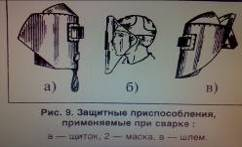 а) б) в)
Рис. 9. Защитные приспособления,
применяемые при сварке :
а — щиток, 2 — маска, в — шлем.